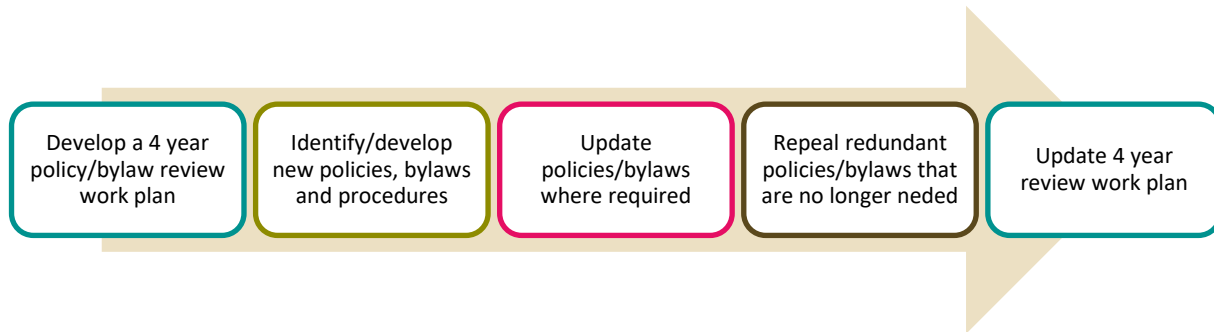 Develop a 4 year
policy/bylaw review
work plan
Identify/develop
new policies, bylaws
and procedures
Update
policies/bylaws
where required
Repeal redundant
policies/bylaws that
are no longer neded
Update 4 year
review work plan